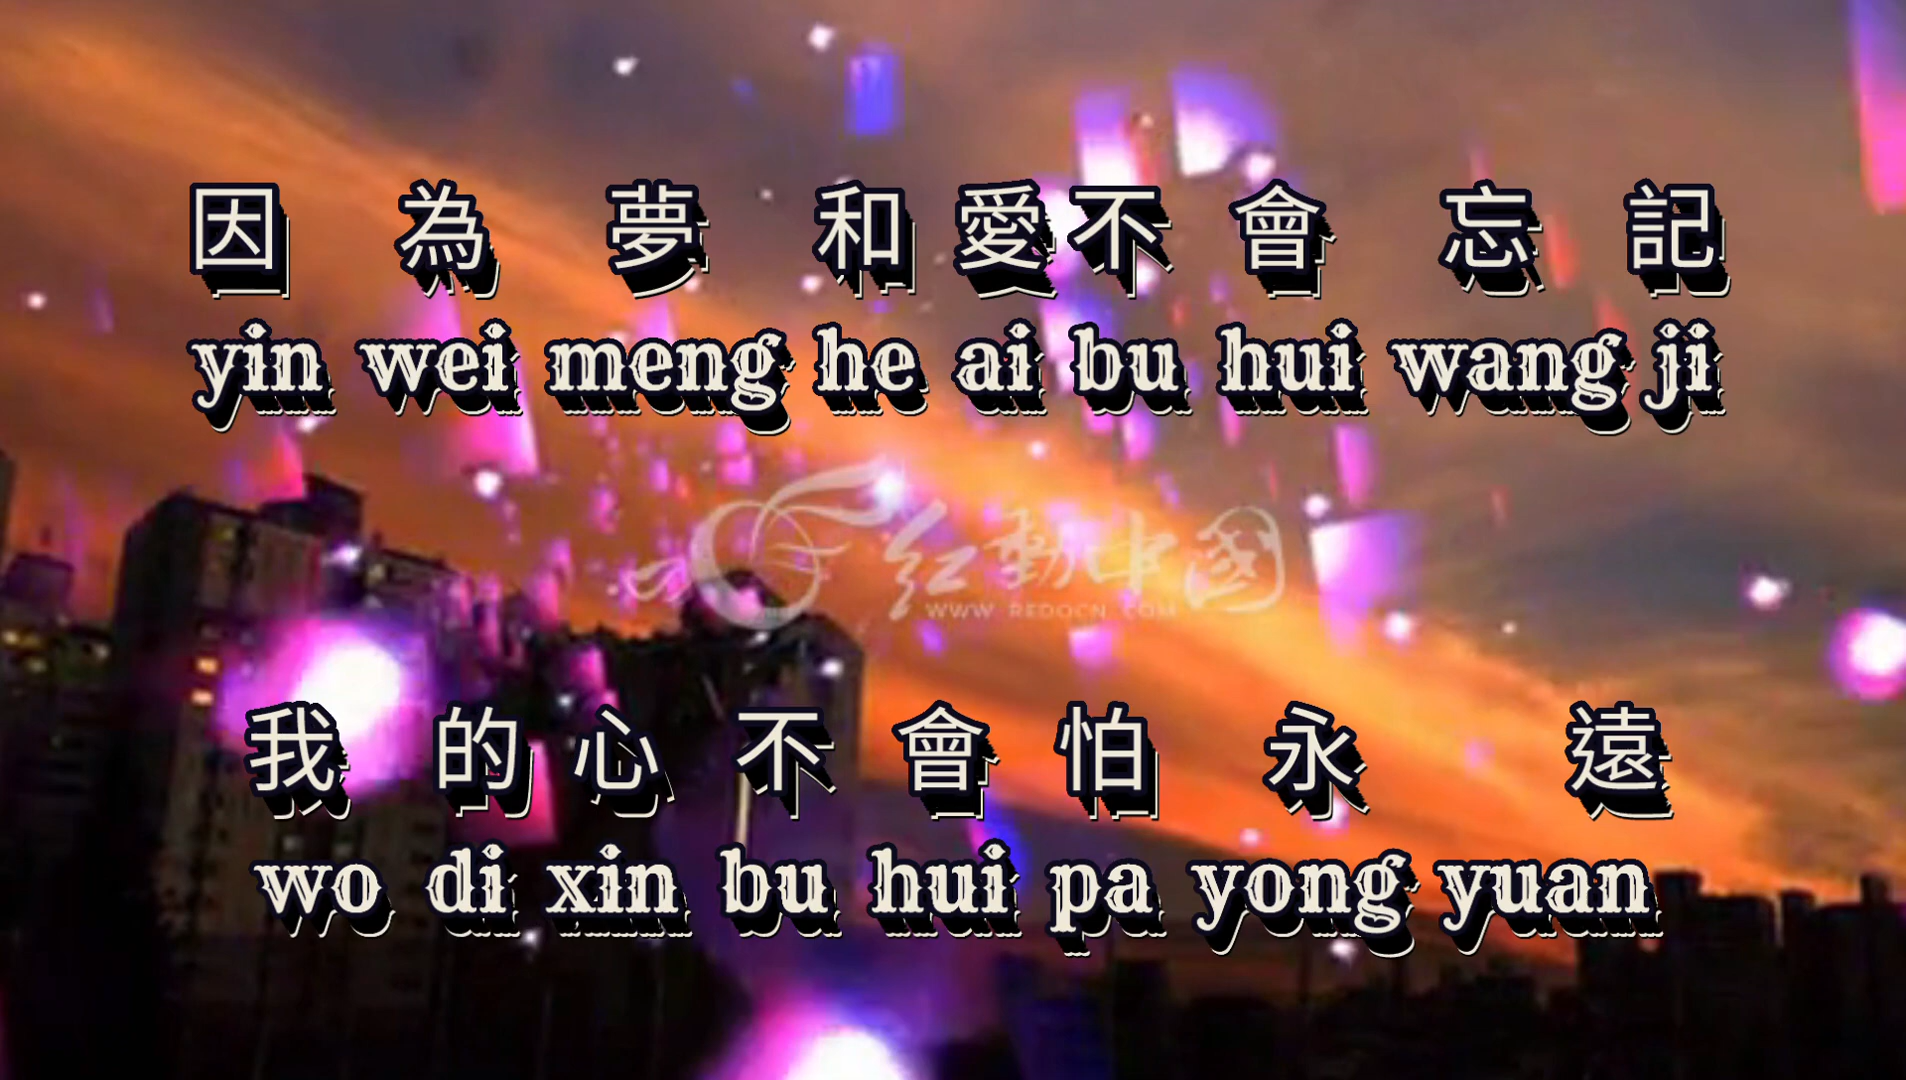 因 為 夢 和 愛 不 會 忘 記
yin wei meng he ai bu hui wang ji
红動中國
WWW.REDOCN.COM
我 的 心 不 會 怕 永 遠
wo di xin bu hui pa yong yuan